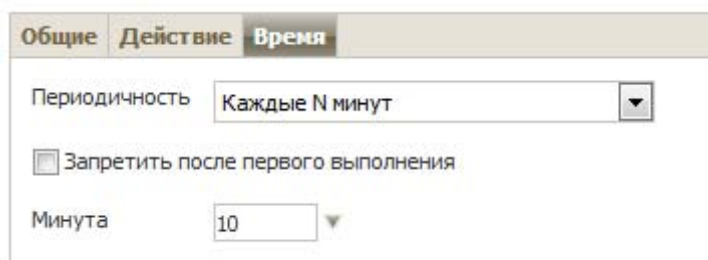 Общие Действие Время
Периодичность Каждые N минут
Запретить после первого выполнения
Минута 10